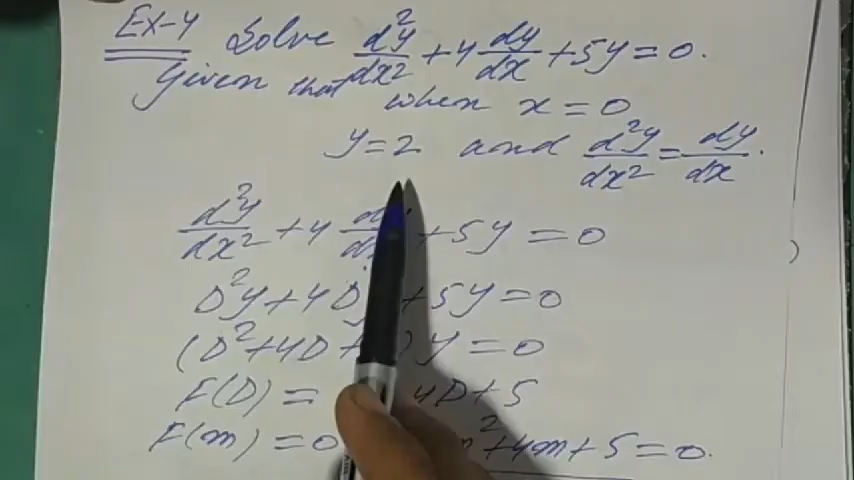 Ex-4 Solve d²y/dx² + 4 dy/dx + 5y = 0.
Given that when x = 0
y = 2 and d²y/dx² = dy/dx.
d²y/dx² + 4 + 5y = 0
D²y + 4D + 5y = 0
(D² + 4D + ) y = 0
F(D) = 4D + 5
F(m) = 0 m² + 4m + 5 = 0.